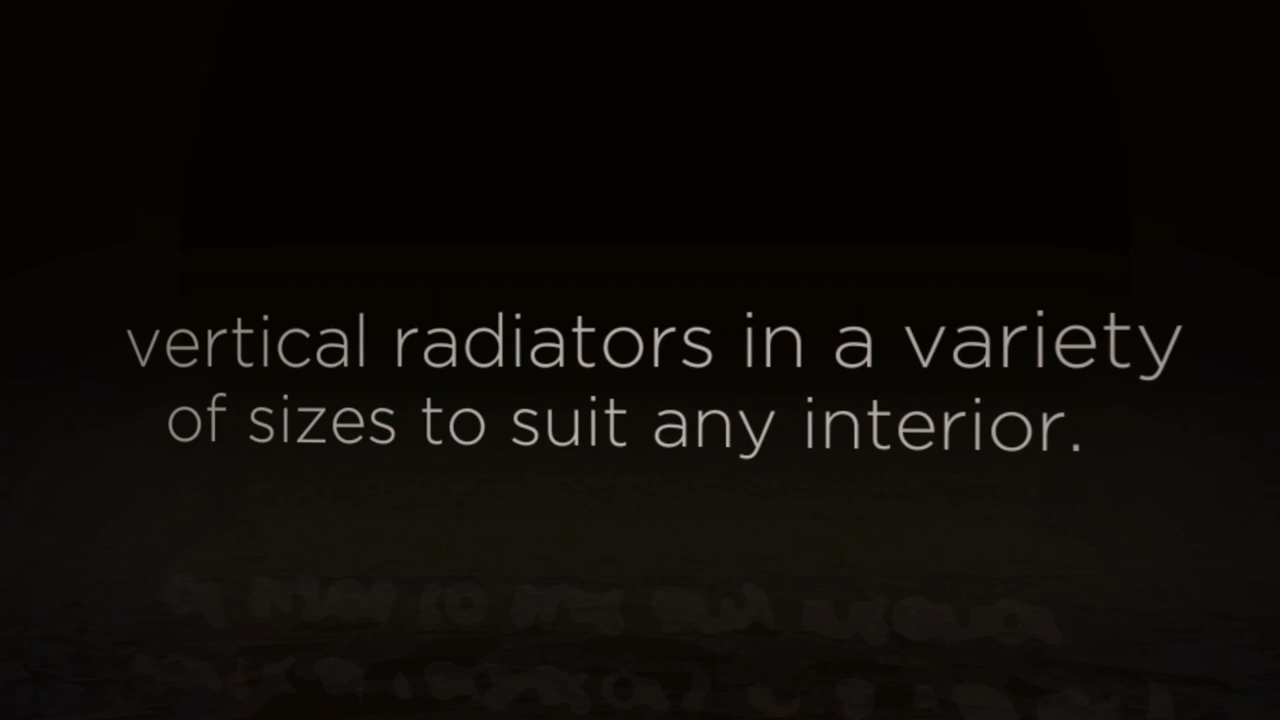 vertical radiators in a variety
of sizes to suit any interior.